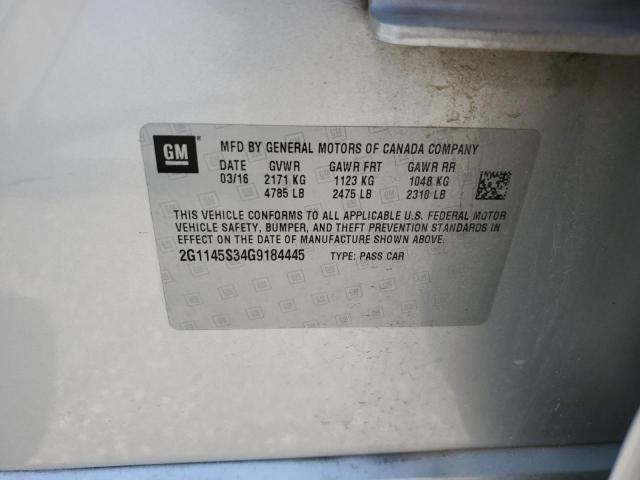 GM
MFD BY GENERAL MOTORS OF CANADA COMPANY
DATE GVWR GAWR FRT GAWR RR
03/16 2171 KG 1123 KG 1048 KG
4785 LB 2475 LB 2310 LB
THIS VEHICLE CONFORMS TO ALL APPLICABLE U.S. FEDERAL MOTOR
VEHICLE SAFETY, BUMPER, AND THEFT PREVENTION STANDARDS
IN EFFECT ON THE DATE OF MANUFACTURE SHOWN ABOVE.
2G1145S34G9184445 TYPE: PASS CAR